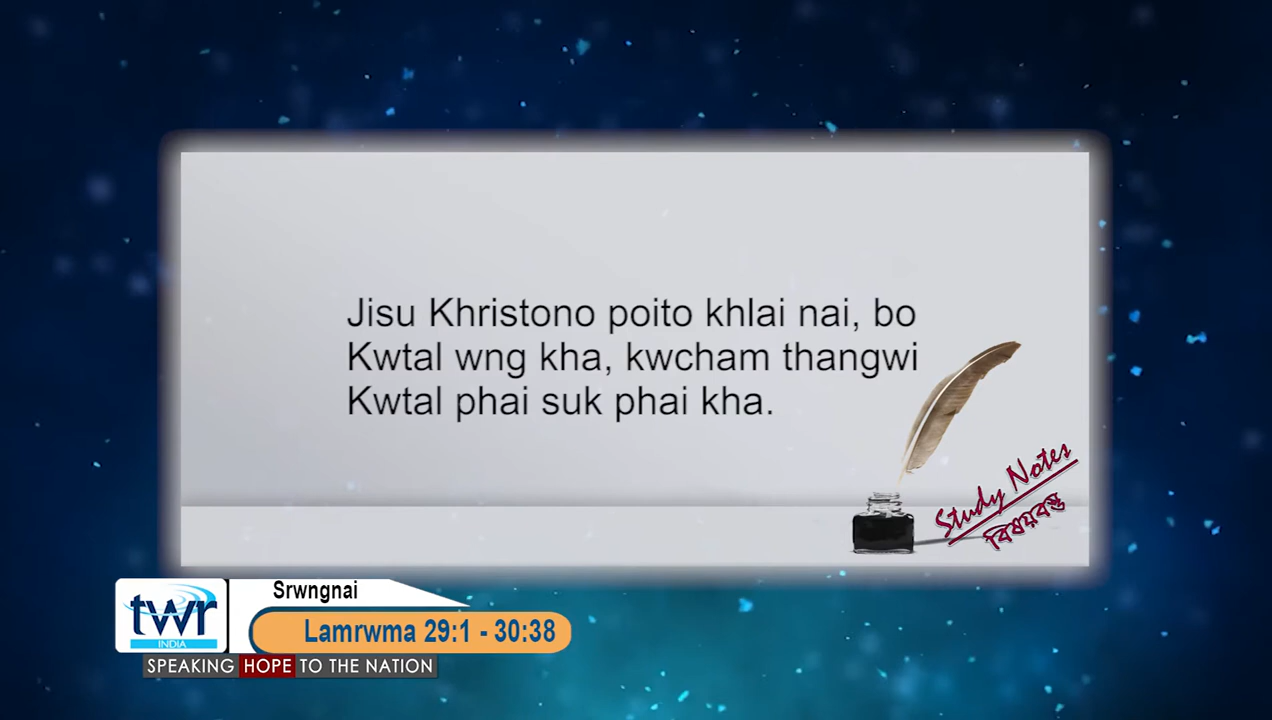 Jisu Khristono poito khlai nai, bo
Kwtal wng kha, kwcham thangwi
Kwtal phai suk phai kha.
Study Notes
বিষয়বস্তু
twr
INDIA
Srwngnai
Lamrwma 29:1 - 30:38
SPEAKING HOPE TO THE NATION